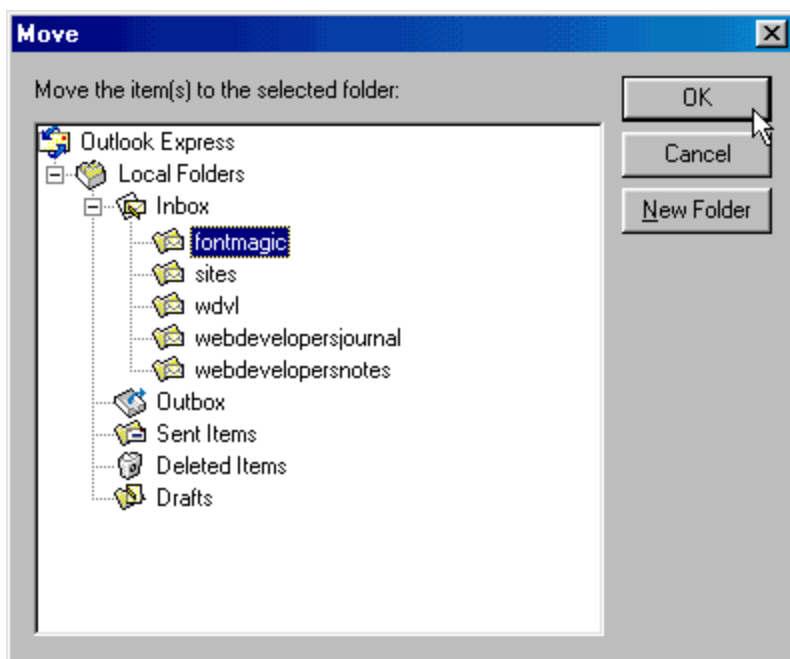 Move
Move the item(s) to the selected folder:
OK
Cancel
New Folder
Outlook Express
Local Folders
Inbox
fontmagic
sites
wdvl
webdevelopersjournal
webdevelopersnotes
Outbox
Sent Items
Deleted Items
Drafts